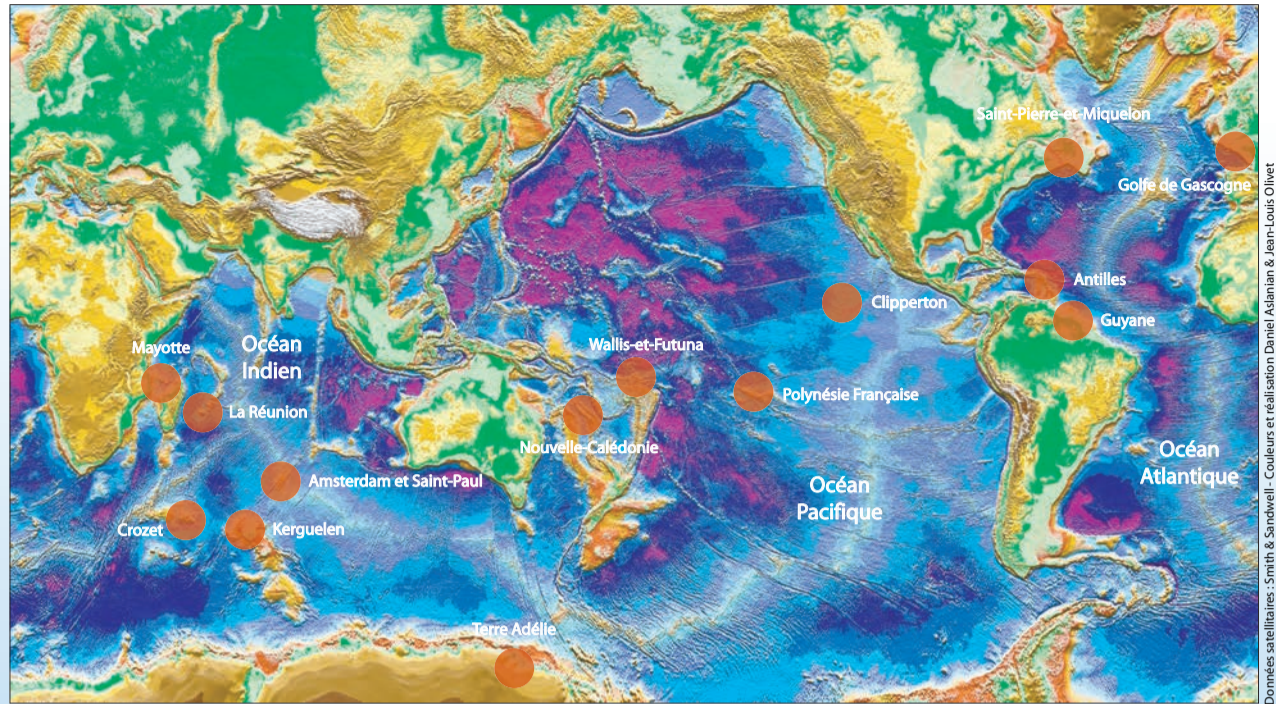 Saint-Pierre-et-Miquelon
Golfe de Gascogne
Antilles
Clipperton
Guyane
Mayotte
Océan
Indien
Wallis-et-Futuna
Polynésie Française
La Réunion
Nouvelle-Calédonie
Océan
Atlantique
Amsterdam et Saint-Paul
Océan
Pacifique
Crozet
Kerguelen
Terre Adélie
Données satellitaires : Smith & Sandwell - Couleurs et réalisation Daniel Aslanian & Jean-Louis Olivet